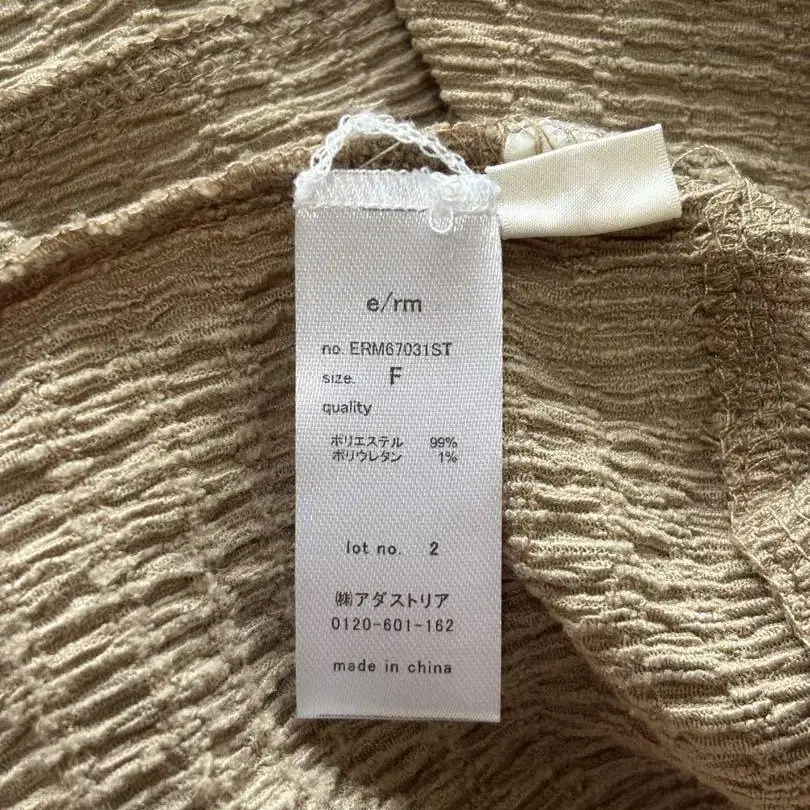 e/rm
no. ERM67031ST
size. F
quality
ポリエステル 99%
ポリウレタン 1%
lot no. 2
㈱アダストリア
0120-601-162
made in china